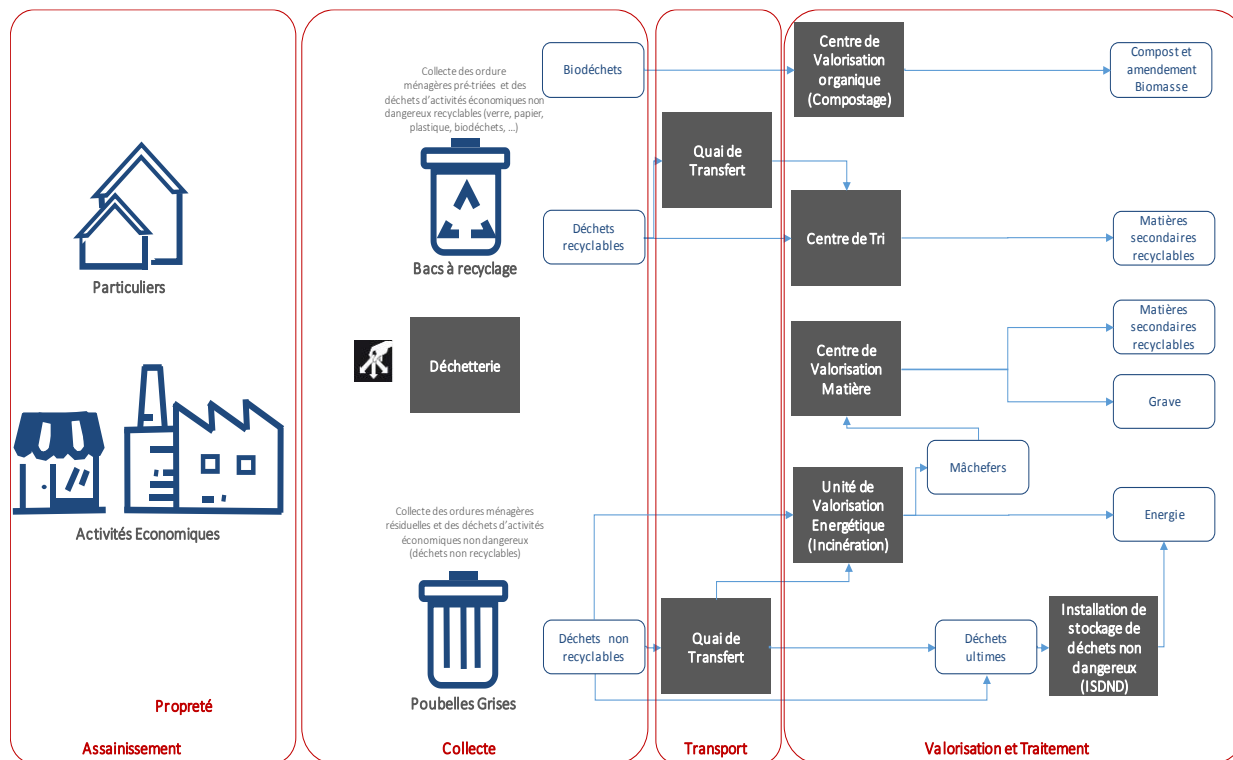 Particuliers
Activités Economiques
Propreté
Assainissement
Collecte des ordure
ménagères pré-triées et des
déchets d'activités économiques non
dangereux recyclables (verre, papier,
plastique, biodéchets, ...)
Bacs à recyclage
Déchetterie
Collecte des ordures ménagères
résiduelles et des déchets d'activités
économiques non dangereux
(déchets non recyclables)
Poubelles Grises
Biodéchets
Déchets
recyclables
Déchets non
recyclables
Collecte
Quai de
Transfert
Quai de
Transfert
Transport
Centre de
Valorisation
organique
(Compostage)
Compost et
amendement
Biomasse
Centre de Tri
Matières
secondaires
recyclables
Centre de
Valorisation
Matière
Matières
secondaires
recyclables
Grave
Mâchefers
Unité de
Valorisation
Energétique
(Incinération)
Energie
Déchets
ultimes
Installation de
stockage de
déchets non
dangereux
(ISDND)
Valorisation et Traitement